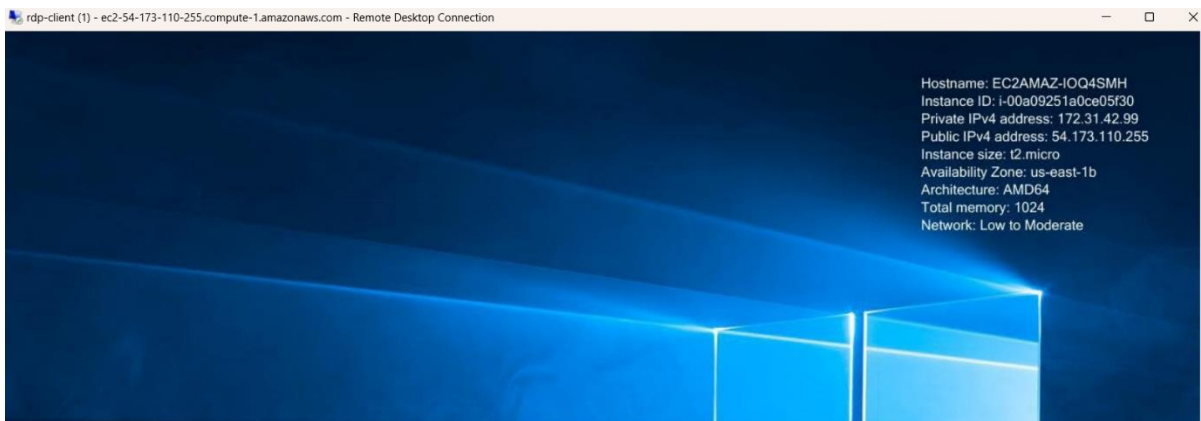 rdp-client (1) - ec2-54-173-110-255.compute-1.amazonaws.com - Remote Desktop Connection
Hostname: EC2AMAZ-IOQ4SMH
Instance ID: i-00a09251a0ce05f30
Private IPv4 address: 172.31.42.99
Public IPv4 address: 54.173.110.255
Instance size: t2.micro
Availability Zone: us-east-1b
Architecture: AMD64
Total memory: 1024
Network: Low to Moderate